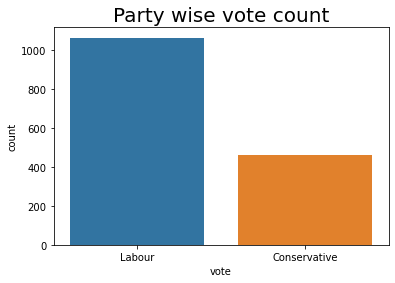 Party wise vote count
1000
800
600
400
200
0
count
Labour
Conservative
vote